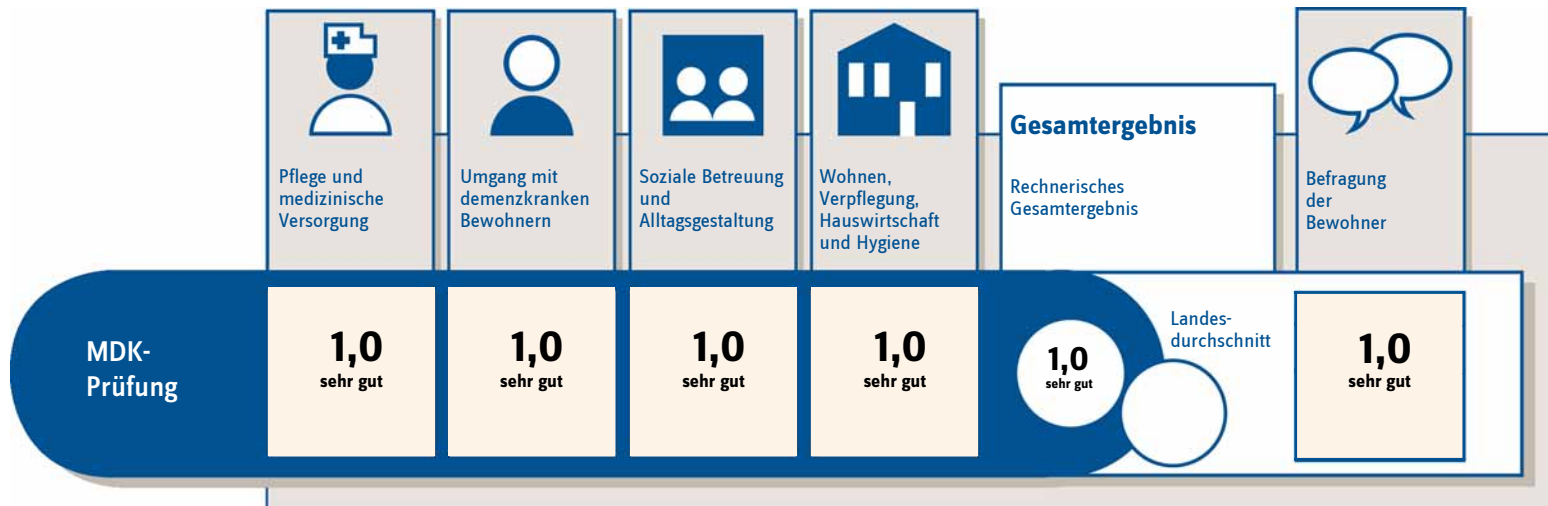 Pflege und
medizinische
Versorgung
Umgang mit
demenzkranken
Bewohnern
Soziale Betreuung
und
Alltagsgestaltung
Wohnen,
Verpflegung,
Hauswirtschaft
und Hygiene
Gesamtergebnis
Rechnerisches
Gesamtergebnis
Befragung
der
Bewohner
MDK-
Prüfung
1,0
sehr gut
1,0
sehr gut
1,0
sehr gut
1,0
sehr gut
1,0
sehr gut
Landes-
durchschnitt
1,0
sehr gut